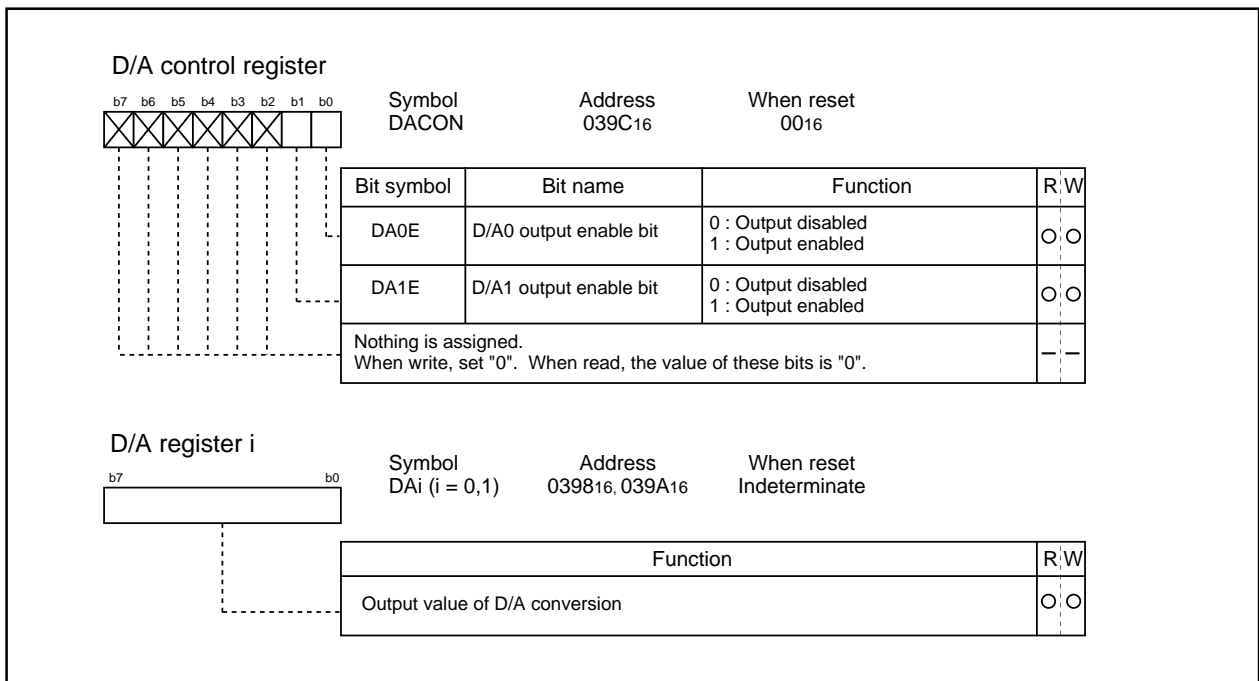 D/A control register
b7 b6 b5 b4 b3 b2 b1 b0
Symbol Address When reset
DACON 039C16 0016
Bit symbol Bit name Function R W
DA0E D/A0 output enable bit 0 : Output disabled
1 : Output enabled
DA1E D/A1 output enable bit 0 : Output disabled
1 : Output enabled
Nothing is assigned.
When write, set "0". When read, the value of these bits is "0".
D/A register i
b7 b0
Symbol Address When reset
DAi (i = 0,1) 039816, 039A16 Indeterminate
Function R W
Output value of D/A conversion